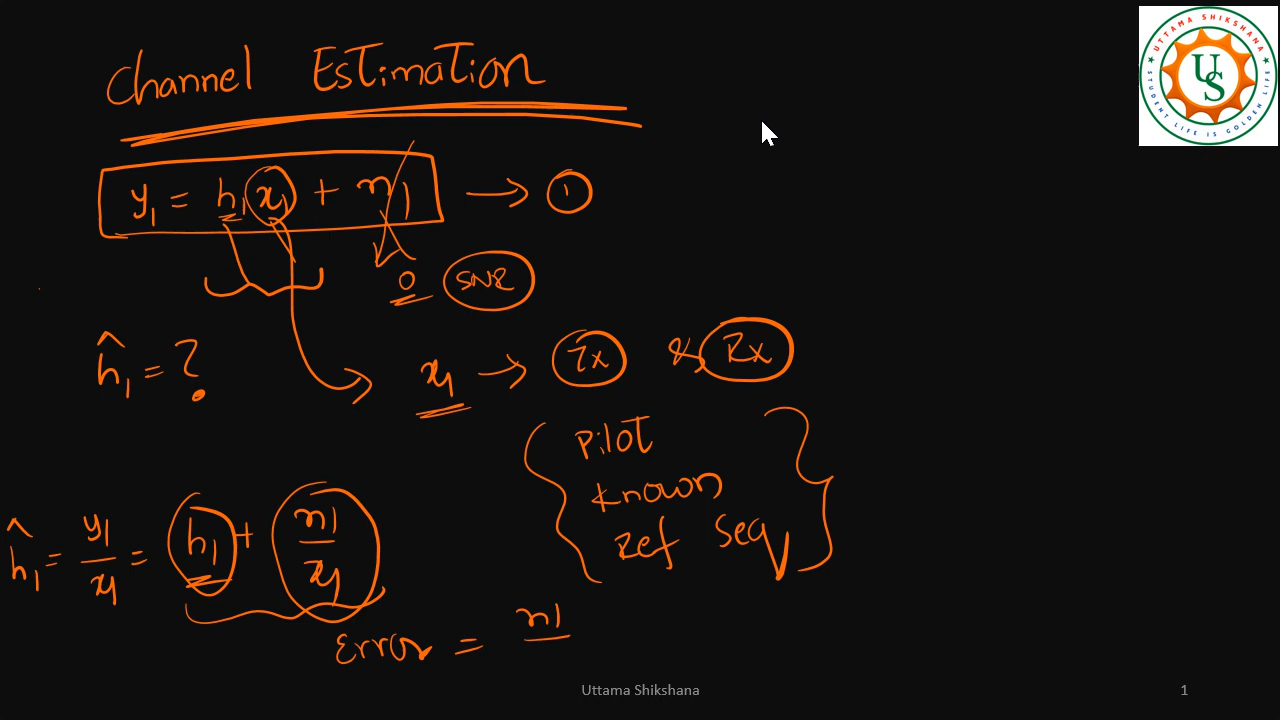 Channel Estimation
UTTAMA SHIKSHANA
US
STUDENT LIFE IS GOLDEN LIFE
y₁ = h₁x₁ + n₁ → ①
0 SNR
ĥ₁ = ?
x₁ → Tx & Rx
Pilot
Known
Ref Seq
ĥ₁ = y₁/x₁ = h₁ + n₁/x₁
Error = n₁
Uttama Shikshana
1